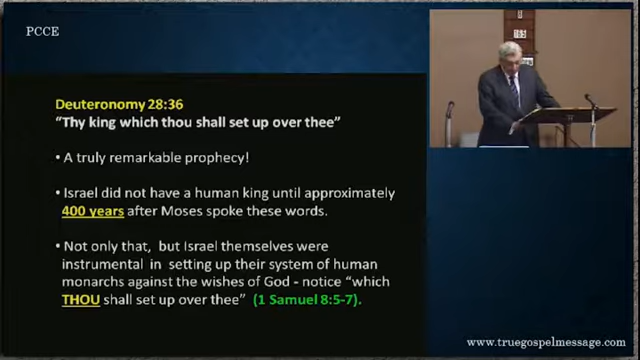 PCCE
Deuteronomy 28:36
“Thy king which thou shall set up over thee”
• A truly remarkable prophecy!
• Israel did not have a human king until approximately
400 years after Moses spoke these words.
• Not only that, but Israel themselves were
instrumental in setting up their system of human
monarchs against the wishes of God - notice “which
THOU shall set up over thee” (1 Samuel 8:5-7).
www.truegospelmessage.com